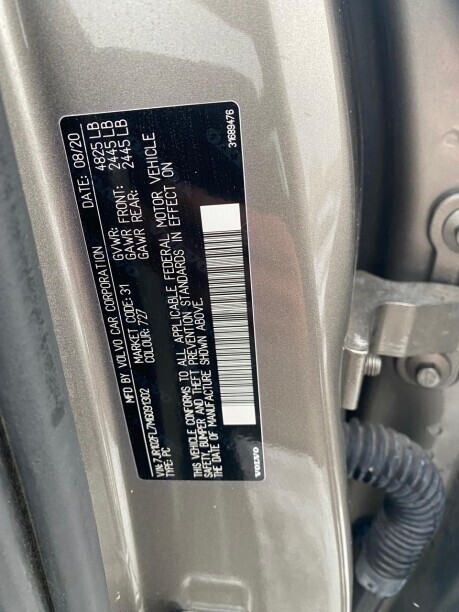 MFD BY VOLVO CAR CORPORATION DATE: 08/20
MARKET CODE: 31 GVWR: 4825 LB
COLOUR: 727 GAWR FRONT: 2445 LB
GAWR REAR: 2445 LB
VIN: 7JR102FL7MG091302
TYPE: PC
THIS VEHICLE CONFORMS TO ALL APPLICABLE FEDERAL MOTOR VEHICLE
SAFETY, BUMPER AND THEFT PREVENTION STANDARDS IN EFFECT ON
THE DATE OF MANUFACTURE SHOWN ABOVE.
VOLVO
31689476